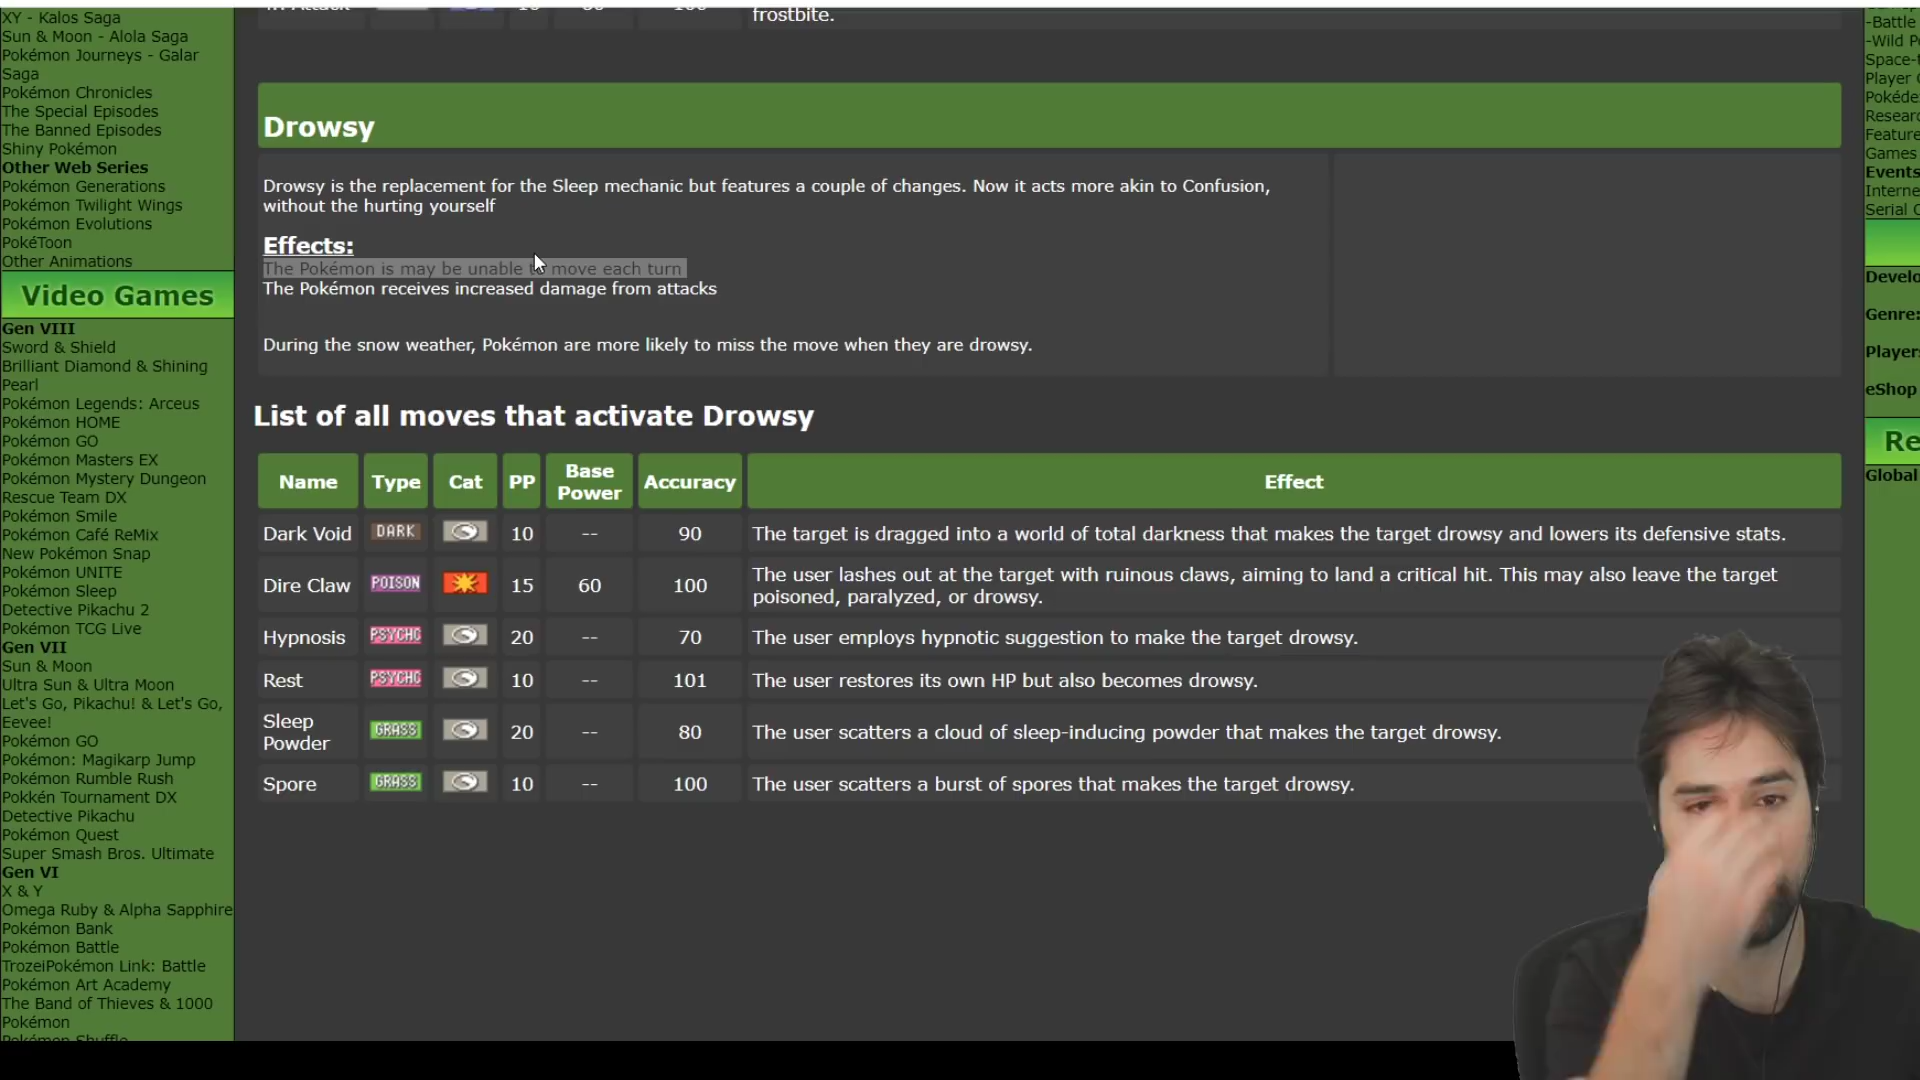 XY - Kalos Saga
Sun & Moon - Alola Saga
Pokémon Journeys - Galar
Saga
Pokémon Chronicles
The Special Episodes
The Banned Episodes
Shiny Pokémon
Other Web Series
Pokémon Generations
Pokémon Twilight Wings
Pokémon Evolutions
PokéToon
Other Animations
Video Games
Gen VIII
Sword & Shield
Brilliant Diamond & Shining
Pearl
Pokémon Legends: Arceus
Pokémon HOME
Pokémon GO
Pokémon Masters EX
Pokémon Mystery Dungeon
Rescue Team DX
Pokémon Smile
Pokémon Café ReMix
New Pokémon Snap
Pokémon UNITE
Pokémon Sleep
Detective Pikachu 2
Pokémon TCG Live
Gen VII
Sun & Moon
Ultra Sun & Ultra Moon
Let's Go, Pikachu! & Let's Go,
Eevee!
Pokémon GO
Pokémon: Magikarp Jump
Pokémon Rumble Rush
Pokkén Tournament DX
Detective Pikachu
Pokémon Quest
Super Smash Bros. Ultimate
Gen VI
X & Y
Omega Ruby & Alpha Sapphire
Pokémon Bank
Pokémon Battle
TrozeiPokémon Link: Battle
Pokémon Art Academy
The Band of Thieves & 1000
Pokémon
Pokémon Shuffle
frostbite.
Drowsy
Drowsy is the replacement for the Sleep mechanic but features a couple of changes. Now it acts more akin to Confusion,
without the hurting yourself
Effects:
The Pokémon is may be unable to move each turn
The Pokémon receives increased damage from attacks
During the snow weather, Pokémon are more likely to miss the move when they are drowsy.
List of all moves that activate Drowsy
Name Type Cat PP Base Power Accuracy Effect
Dark Void DARK 10 -- 90 The target is dragged into a world of total darkness that makes the target drowsy and lowers its defensive stats.
Dire Claw POISON 15 60 100 The user lashes out at the target with ruinous claws, aiming to land a critical hit. This may also leave the target
poisoned, paralyzed, or drowsy.
Hypnosis PSYCHC 20 -- 70 The user employs hypnotic suggestion to make the target drowsy.
Rest PSYCHC 10 -- 101 The user restores its own HP but also becomes drowsy.
Sleep Powder GRASS 20 -- 80 The user scatters a cloud of sleep-inducing powder that makes the target drowsy.
Spore GRASS 10 -- 100 The user scatters a burst of spores that makes the target drowsy.
-Battle
-Wild P
Space-t
Player
Pokéde
Resear
Feature
Games
Events
Interne
Serial
Develo
Genre:
Players
eShop
Re
Global